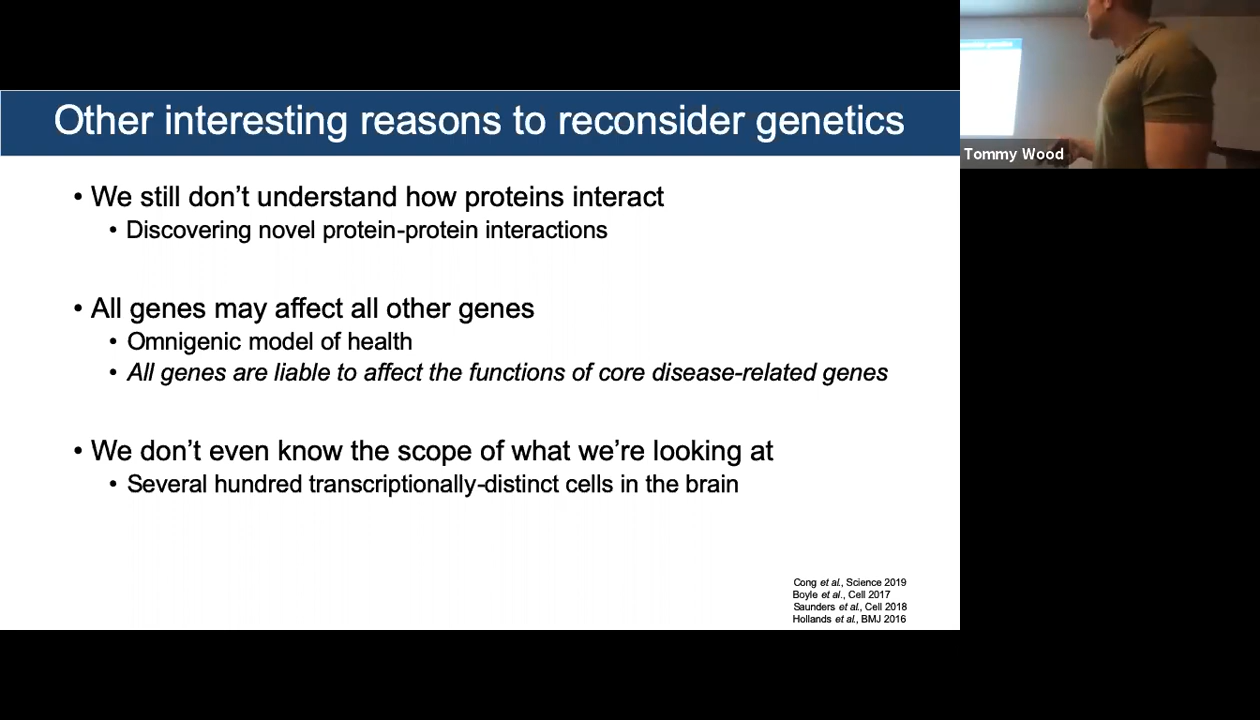 Other interesting reasons to reconsider genetics
• We still don’t understand how proteins interact
• Discovering novel protein-protein interactions
• All genes may affect all other genes
• Omnigenic model of health
• All genes are liable to affect the functions of core disease-related genes
• We don’t even know the scope of what we’re looking at
• Several hundred transcriptionally-distinct cells in the brain
Cong et al., Science 2019
Boyle et al., Cell 2017
Saunders et al., Cell 2018
Hollands et al., BMJ 2016
Tommy Wood